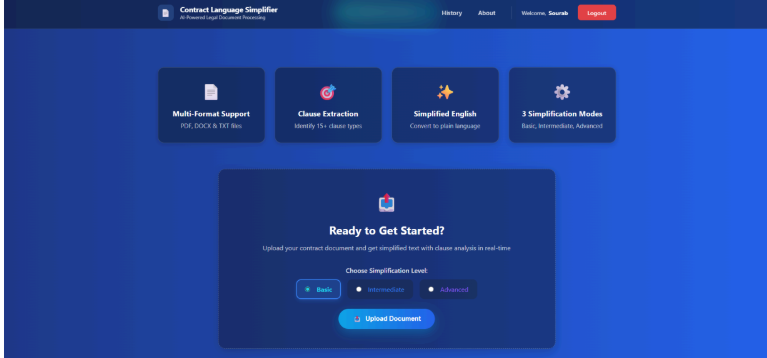 Contract Language Simplifier
AI-Powered Legal Document Processing
History
About
Welcome, Sourab
Logout
Multi-Format Support
PDF, DOCX & TXT files
Clause Extraction
Identify 15+ clause types
Simplified English
Convert to plain language
3 Simplification Modes
Basic, Intermediate, Advanced
Ready to Get Started?
Upload your contract document and get simplified text with clause analysis in real-time
Choose Simplification Level:
Basic
Intermediate
Advanced
Upload Document